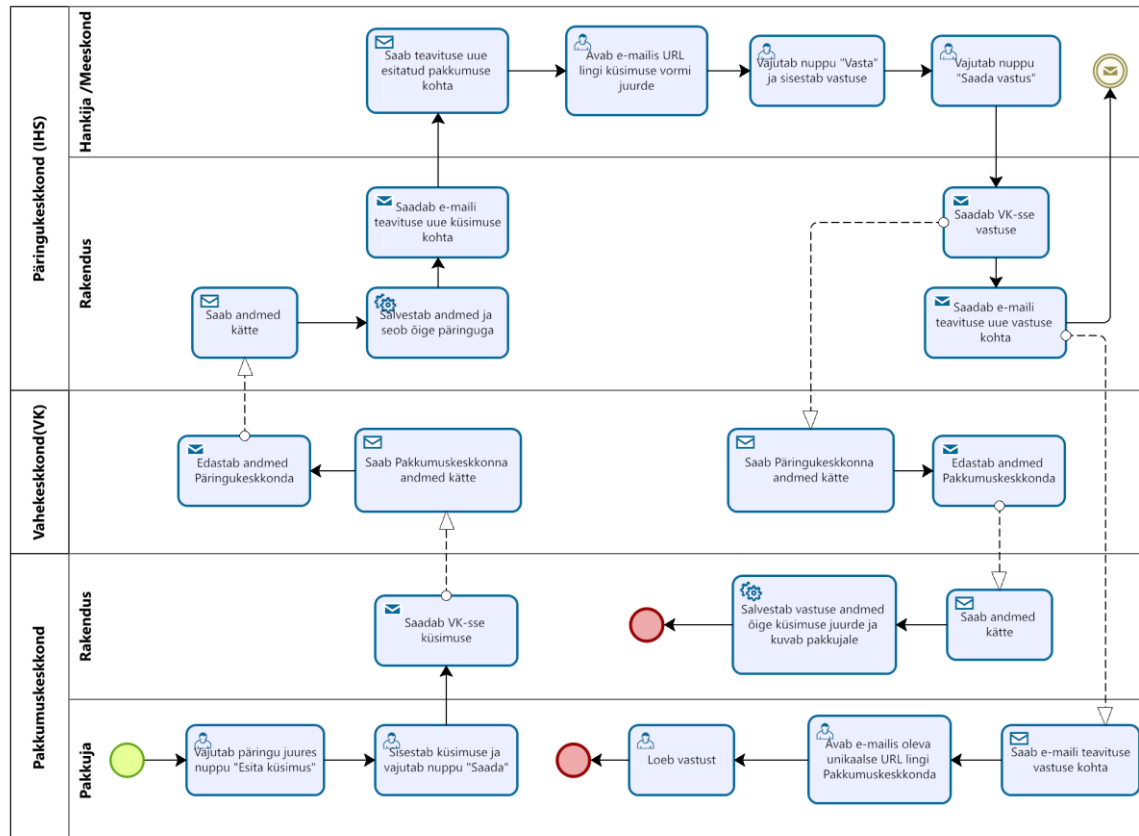 Päringukeskkond (IHS)
Hankija /Meeskond
Saab teavituse uue
esitatud pakkumuse
kohta
Avab e-mailis URL
lingi küsimuse vormi
juurde
Vajutab nuppu "Vasta"
ja sisestab vastuse
Vajutab nuppu
"Saada vastus"
Rakendus
Saadab e-maili
teavituse uue küsimuse
kohta
Saadab VK-sse
vastuse
Saab andmed
kätte
Salvestab andmed ja
seob õige päringuga
Saadab e-maili
teavituse uue vastuse
kohta
Vahekeskkond(VK)
Edastab andmed
Päringukeskkonda
Saab Pakkumuskeskkonna
andmed kätte
Saab Päringukeskkonna
andmed kätte
Edastab andmed
Pakkumuskeskkonda
Pakkumuskeskkond
Rakendus
Saadab VK-sse
küsimuse
Salvestab vastuse andmed
õige küsimuse juurde ja
kuvab pakkujale
Saab andmed
kätte
Pakkuja
Vajutab päringu juures
nuppu "Esita küsimus"
Sisestab küsimuse ja
vajutab nuppu "Saada"
Loeb vastust
Avab e-mailis oleva
unikaalse URL lingi
Pakkumuskeskkonda
Saab e-maili teavituse
vastuse kohta